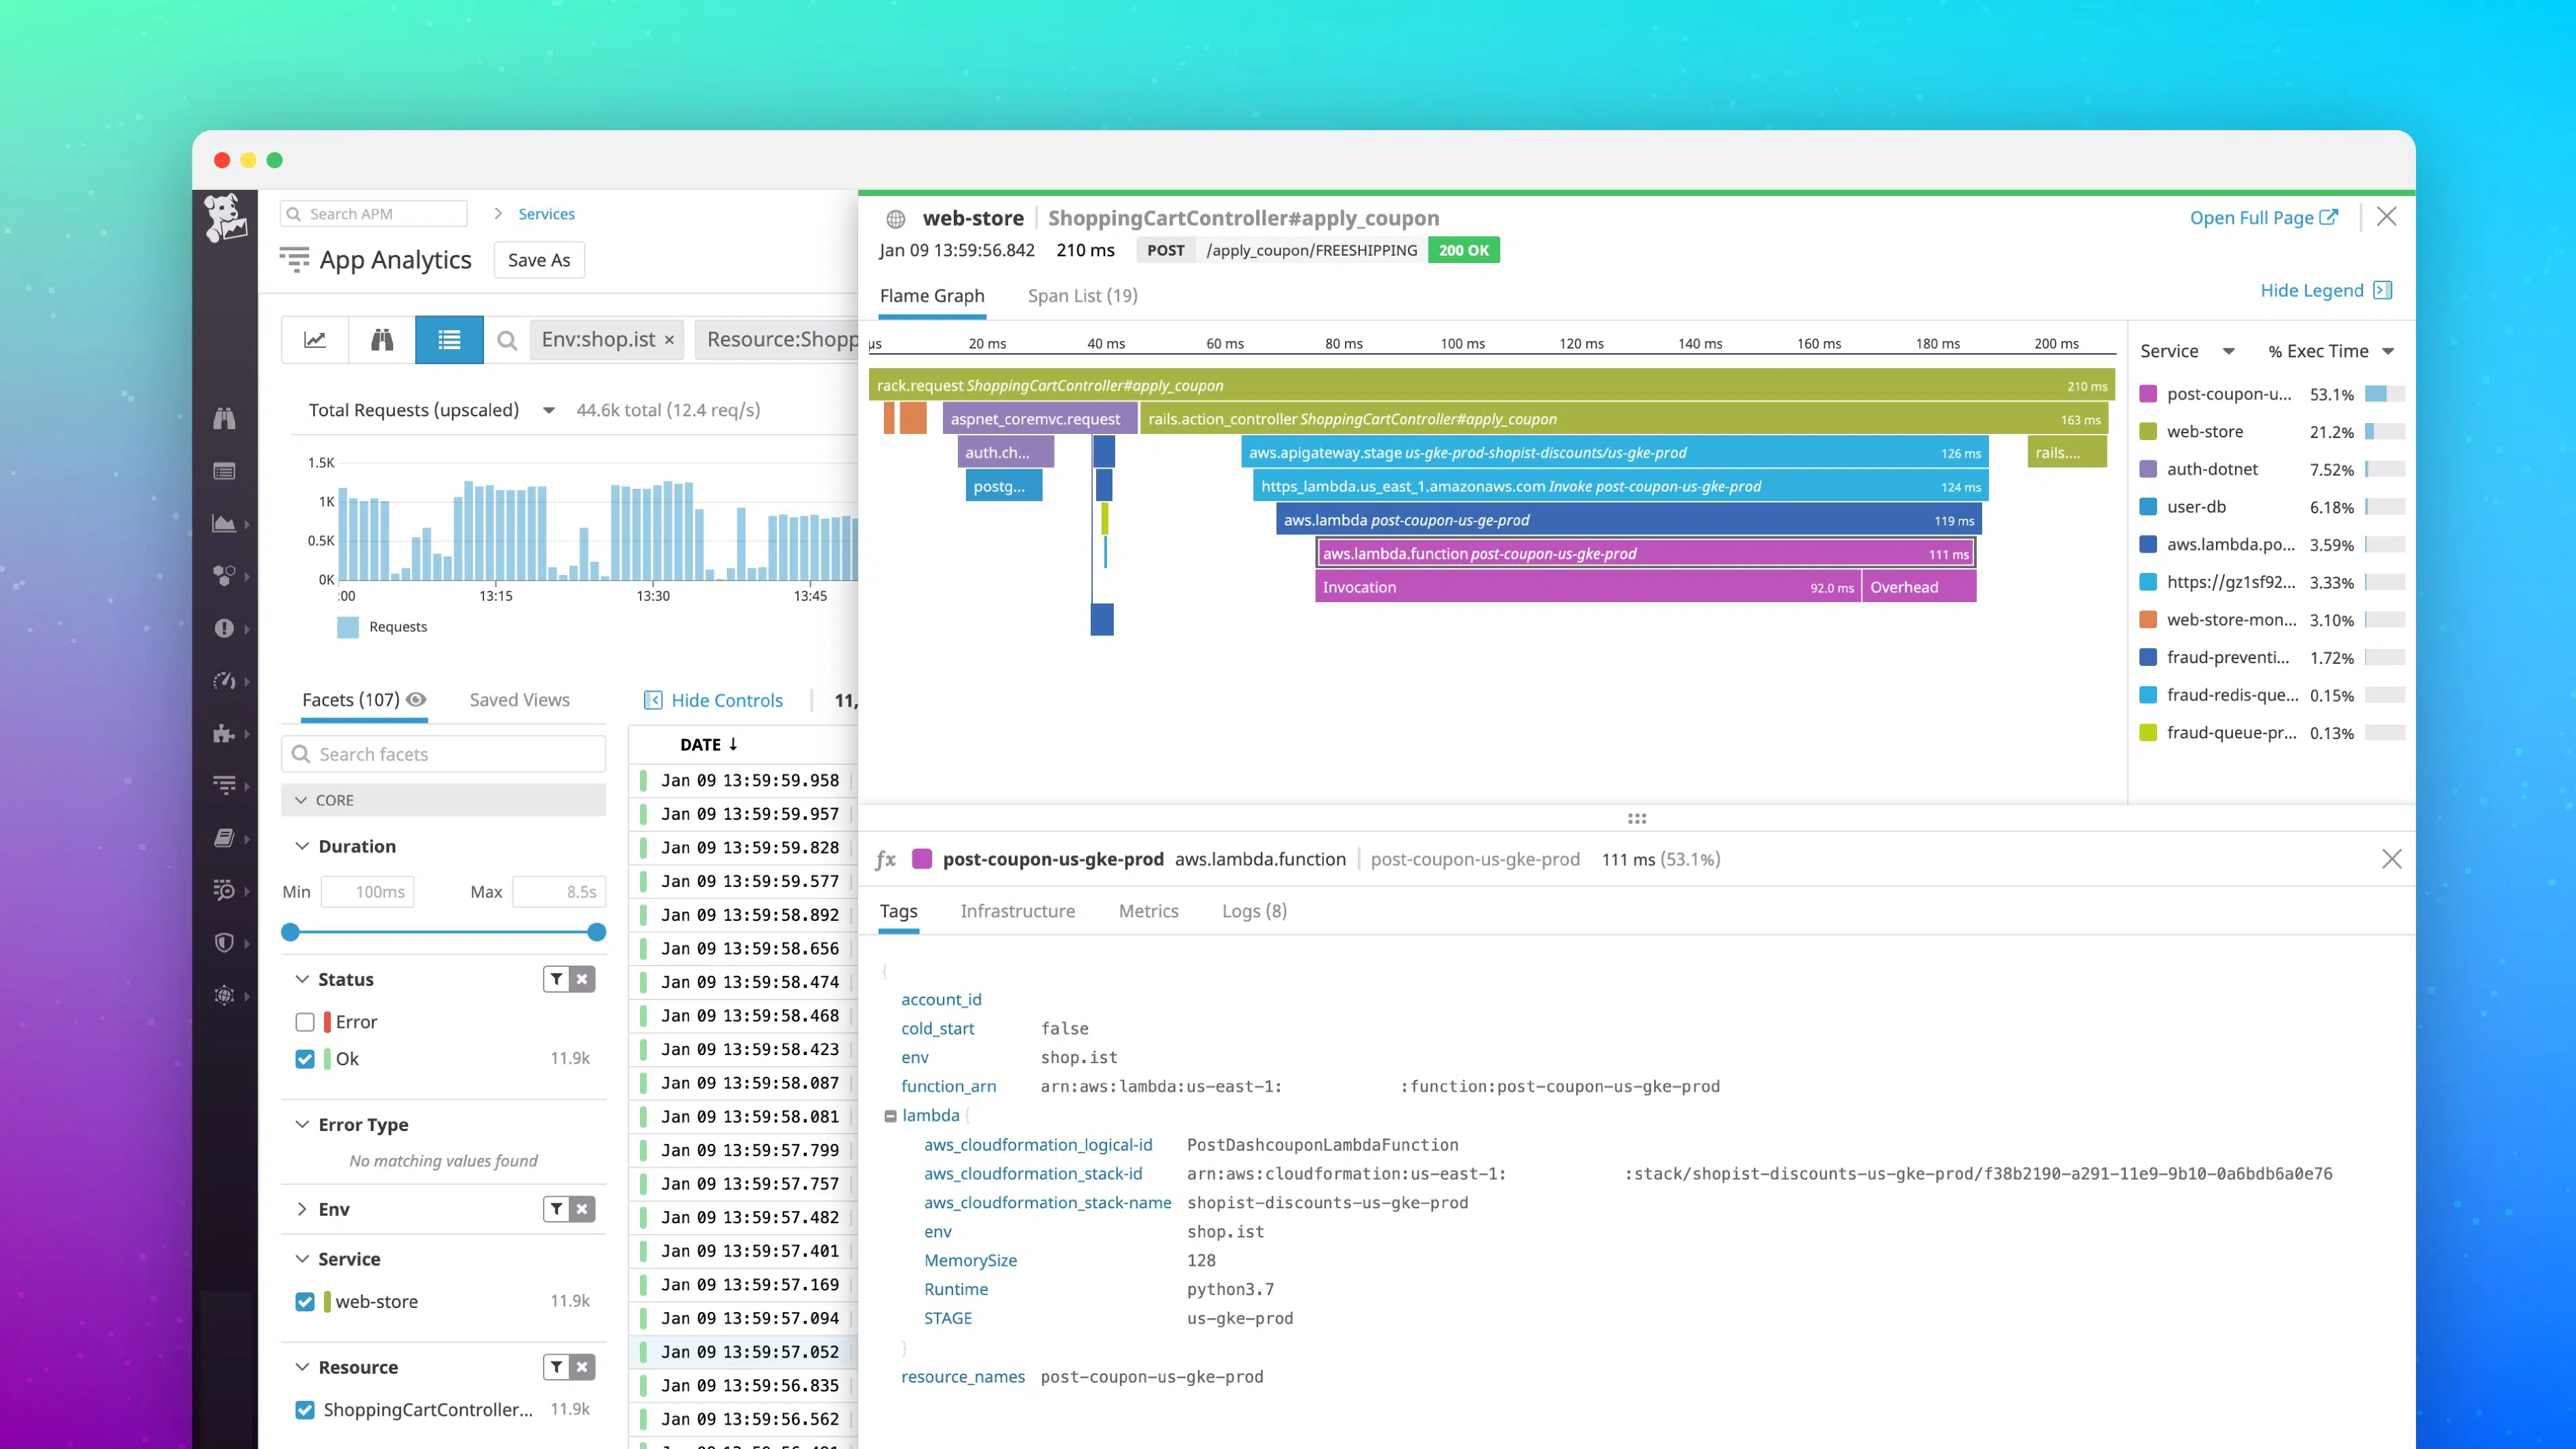 Search APM
Services
App Analytics
Save As
Env:shop.ist ×
Resource:Shopp
Total Requests (upscaled)
44.6k total (12.4 req/s)
1.5K
1K
0.5K
0K
:00
13:15
13:30
13:45
Requests
Facets (107)
Saved Views
Hide Controls
11,
Search facets
CORE
Duration
Min
100ms
Max
8.5s
Status
Error
Ok
11.9k
Error Type
No matching values found
Env
Service
web-store
11.9k
Resource
ShoppingCartController...
11.9k
DATE ↓
Jan 09 13:59:59.958
Jan 09 13:59:59.957
Jan 09 13:59:59.828
Jan 09 13:59:59.577
Jan 09 13:59:58.892
Jan 09 13:59:58.656
Jan 09 13:59:58.474
Jan 09 13:59:58.468
Jan 09 13:59:58.423
Jan 09 13:59:58.087
Jan 09 13:59:58.081
Jan 09 13:59:57.799
Jan 09 13:59:57.757
Jan 09 13:59:57.482
Jan 09 13:59:57.401
Jan 09 13:59:57.169
Jan 09 13:59:57.094
Jan 09 13:59:57.052
Jan 09 13:59:56.835
Jan 09 13:59:56.562
web-store
ShoppingCartController#apply_coupon
Open Full Page
Jan 09 13:59:56.842 210 ms POST /apply_coupon/FREESHIPPING 200 OK
Flame Graph
Span List (19)
Hide Legend
µs
20 ms
40 ms
60 ms
80 ms
100 ms
120 ms
140 ms
160 ms
180 ms
200 ms
rack.request ShoppingCartController#apply_coupon 210 ms
aspnet_coremvc.request
rails.action_controller ShoppingCartController#apply_coupon 163 ms
auth.ch...
aws.apigateway.stage us-gke-prod-shopist-discounts/us-gke-prod 126 ms
rails....
postg...
https_lambda.us_east_1.amazonaws.com Invoke post-coupon-us-gke-prod 124 ms
aws.lambda post-coupon-us-ge-prod 119 ms
aws.lambda.function post-coupon-us-gke-prod 111 ms
Invocation 92.0 ms
Overhead
Service
% Exec Time
post-coupon-u... 53.1%
web-store 21.2%
auth-dotnet 7.52%
user-db 6.18%
aws.lambda.po... 3.59%
https://gz1sf92... 3.33%
web-store-mon... 3.10%
fraud-preventi... 1.72%
fraud-redis-que... 0.15%
fraud-queue-pr... 0.13%
fx post-coupon-us-gke-prod aws.lambda.function post-coupon-us-gke-prod 111 ms (53.1%)
Tags
Infrastructure
Metrics
Logs (8)
{
account_id
cold_start false
env shop.ist
function_arn arn:aws:lambda:us-east-1: :function:post-coupon-us-gke-prod
lambda {
aws_cloudformation_logical-id PostDashcouponLambdaFunction
aws_cloudformation_stack-id arn:aws:cloudformation:us-east-1: :stack/shopist-discounts-us-gke-prod/f38b2190-a291-11e9-9b10-0a6bdb6a0e76
aws_cloudformation_stack-name shopist-discounts-us-gke-prod
env shop.ist
MemorySize 128
Runtime python3.7
STAGE us-gke-prod
}
resource_names post-coupon-us-gke-prod